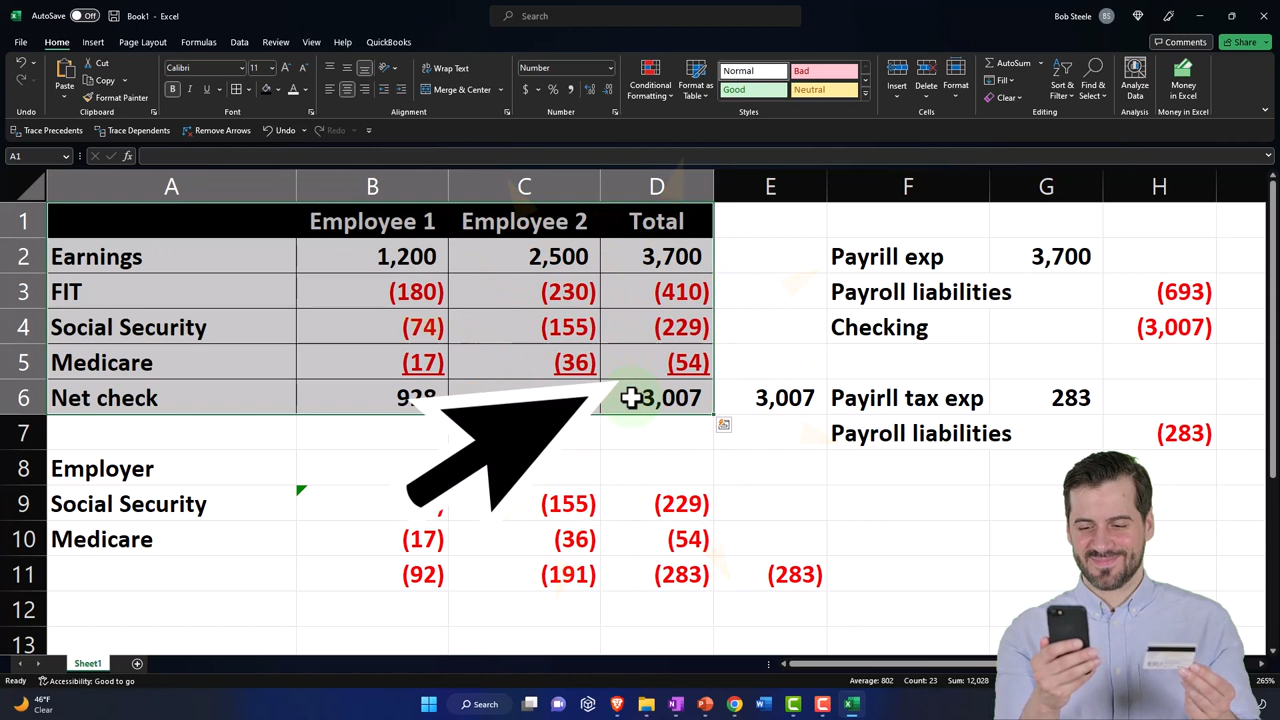 AutoSave Off Book1 - Excel Search Bob Steele BS
File Home Insert Page Layout Formulas Data Review View Help QuickBooks Comments Share
Calibri 11 Wrap Text Number Normal Bad AutoSum
Cut
Copy
Paste Format Painter B I U Merge & Center $ % Conditional Formatting Format as Table Good Neutral Insert Delete Format Fill Clear Sort & Filter Find & Select Analyze Data Money in Excel
Undo Clipboard Font Alignment Number Styles Cells Editing Analysis Money in Excel
Trace Precedents Trace Dependents Remove Arrows Undo Redo
A1 fx
A B C D E F G H
1 Employee 1 Employee 2 Total
2 Earnings 1,200 2,500 3,700 Payrill exp 3,700
3 FIT (180) (230) (410) Payroll liabilities (693)
4 Social Security (74) (155) (229) Checking (3,007)
5 Medicare (17) (36) (54)
6 Net check 928 3,007 3,007 Payirll tax exp 283
7 Payroll liabilities (283)
8 Employer
9 Social Security (155) (229)
10 Medicare (17) (36) (54)
11 (92) (191) (283) (283)
12
13
Sheet1
Ready Accessibility: Good to go Average: 802 Count: 23 Sum: 12,028 265%
46°F
Clear
Search